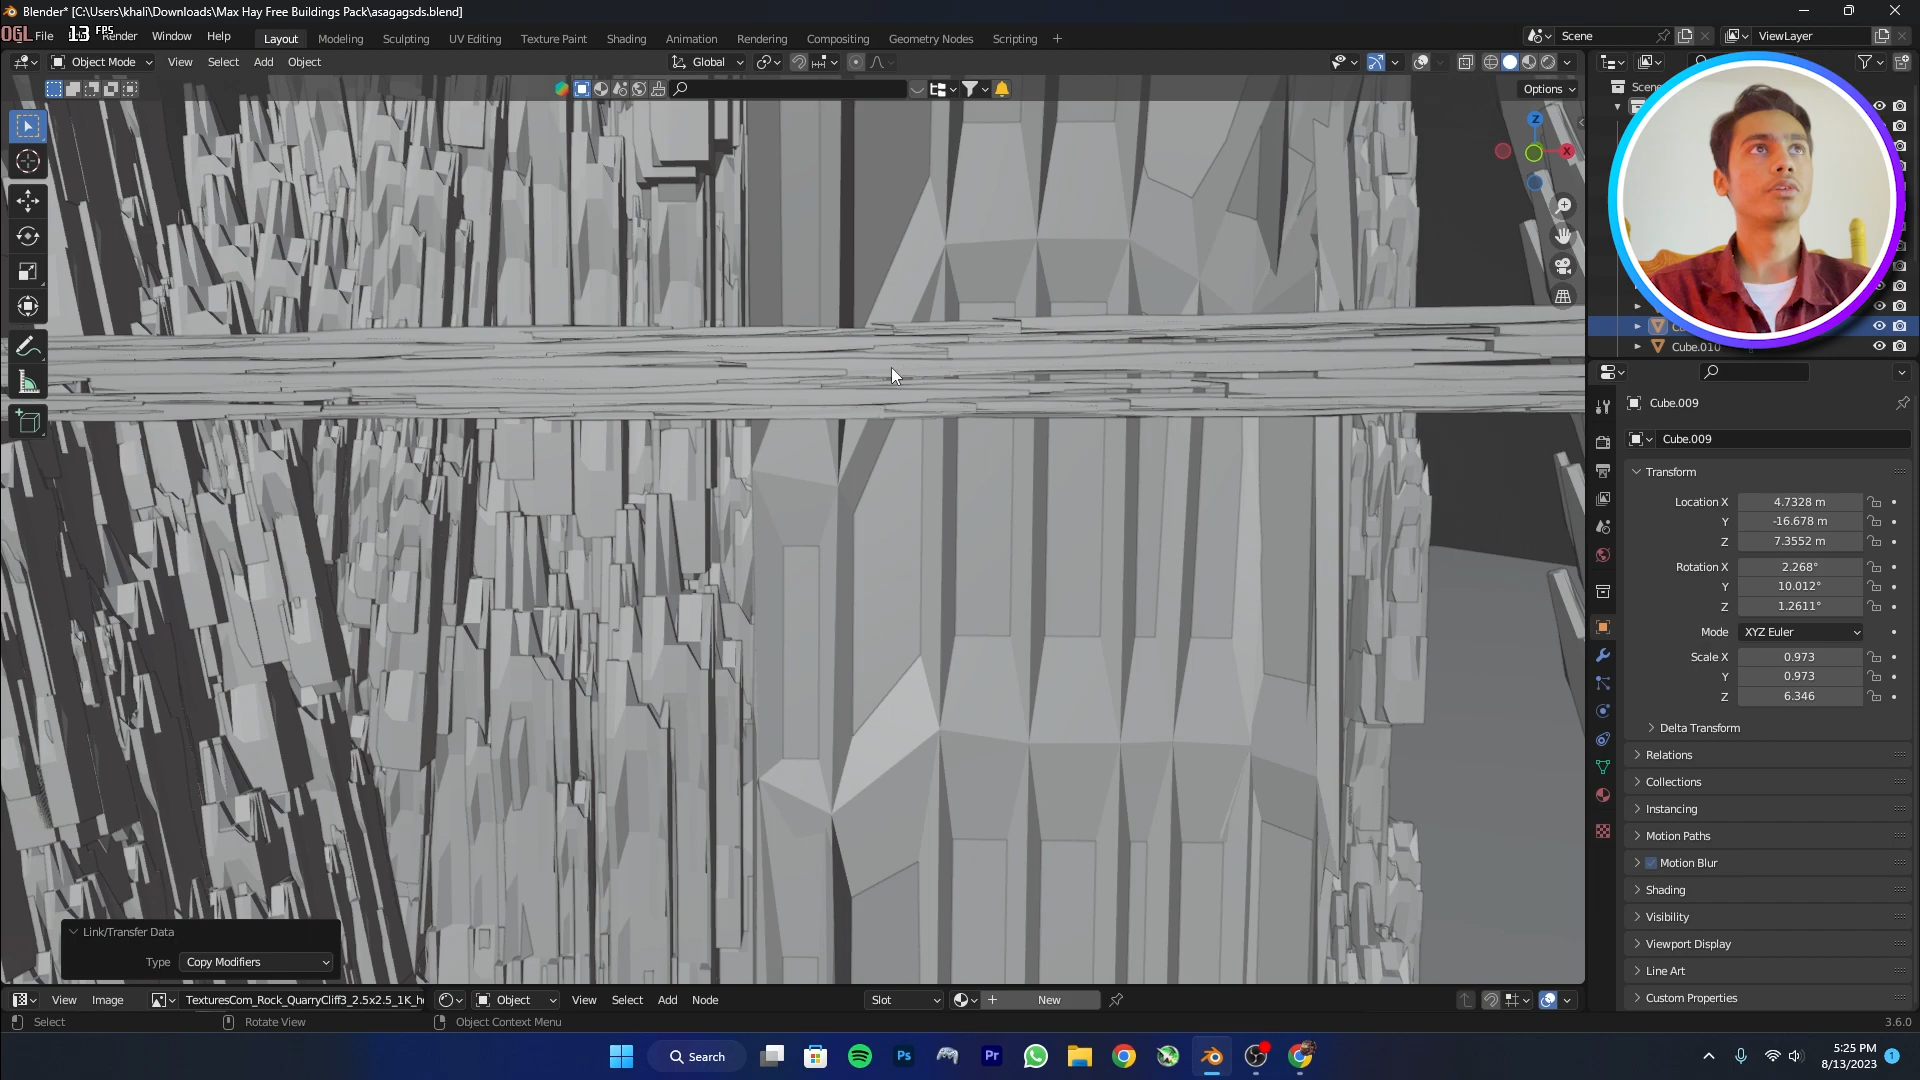 Blender* [C:\Users\khali\Downloads\Max Hay Free Buildings Pack\asagagsds.blend]
OGL 13 FPS
File Render Window Help Layout Modeling Sculpting UV Editing Texture Paint Shading Animation Rendering Compositing Geometry Nodes Scripting + Scene ViewLayer
Object Mode View Select Add Object Global
Options
Z
X
Cube.010
Cube.009
Cube.009
Transform
Location X 4.7328 m
Y -16.678 m
Z 7.3552 m
Rotation X 2.268°
Y 10.012°
Z 1.2611°
Mode XYZ Euler
Scale X 0.973
Y 0.973
Z 6.346
Delta Transform
Relations
Collections
Instancing
Motion Paths
Motion Blur
Shading
Visibility
Viewport Display
Line Art
Custom Properties
Link/Transfer Data
Type Copy Modifiers
View Image TexturesCom_Rock_QuarryCliff3_2.5x2.5_1K_h Object View Select Add Node Slot New
Select Rotate View Object Context Menu 3.6.0
Search Ps Pr
5:25 PM
8/13/2023 1